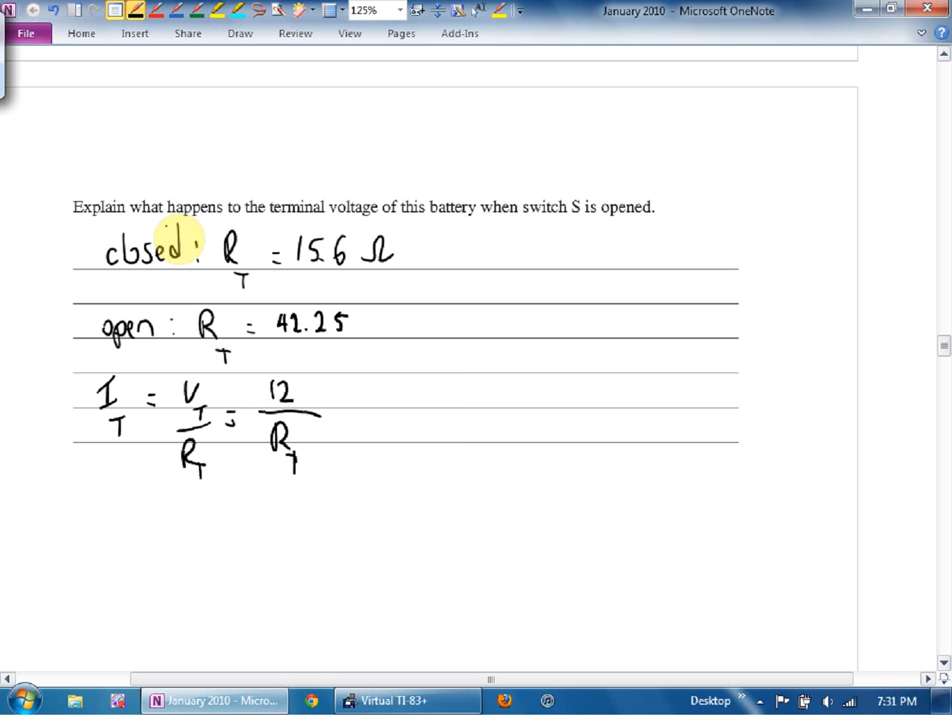 125%
January 2010 - Microsoft OneNote
File Home Insert Share Draw Review View Pages Add-Ins
Explain what happens to the terminal voltage of this battery when switch S is opened.
closed: R_T = 15.6 Ω
open: R_T = 42.25
I_T = V_T/R_T = 12/R_T
January 2010 - Micro... Virtual TI-83+ Desktop 7:31 PM